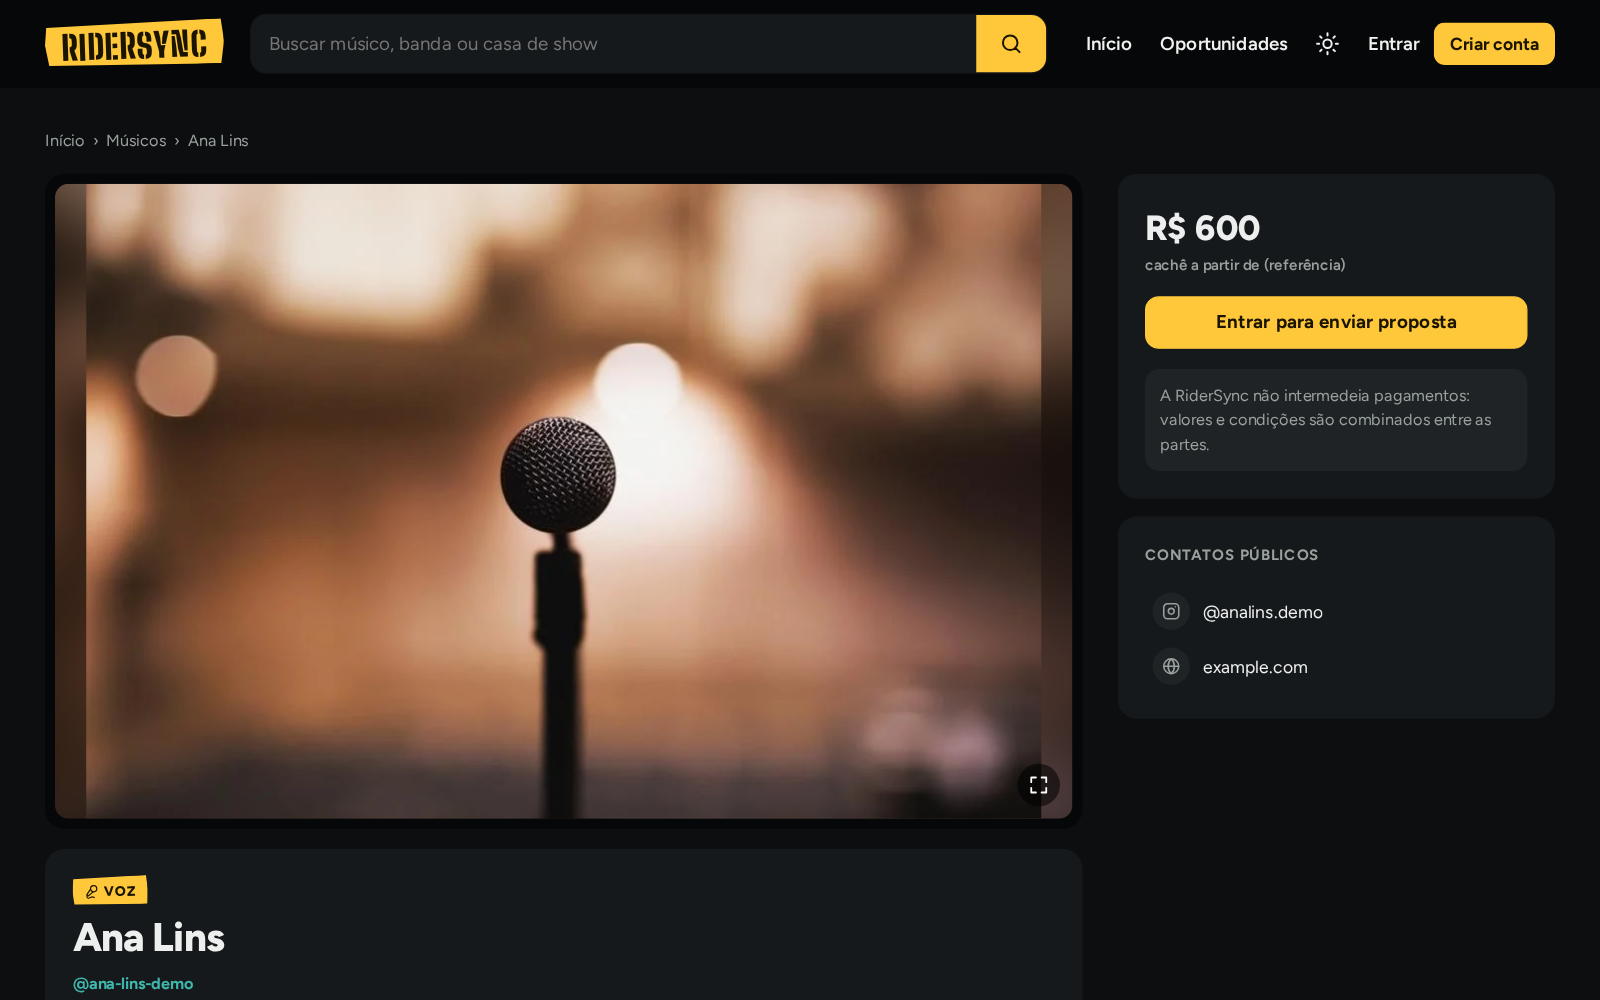 RIDERSYNC
Buscar músico, banda ou casa de show
Início
Oportunidades
Entrar
Criar conta
Início › Músicos › Ana Lins
R$ 600
cachê a partir de (referência)
Entrar para enviar proposta
A RiderSync não intermedeia pagamentos:
valores e condições são combinados entre as
partes.
CONTATOS PÚBLICOS
@analins.demo
example.com
VOZ
Ana Lins
@ana-lins-demo